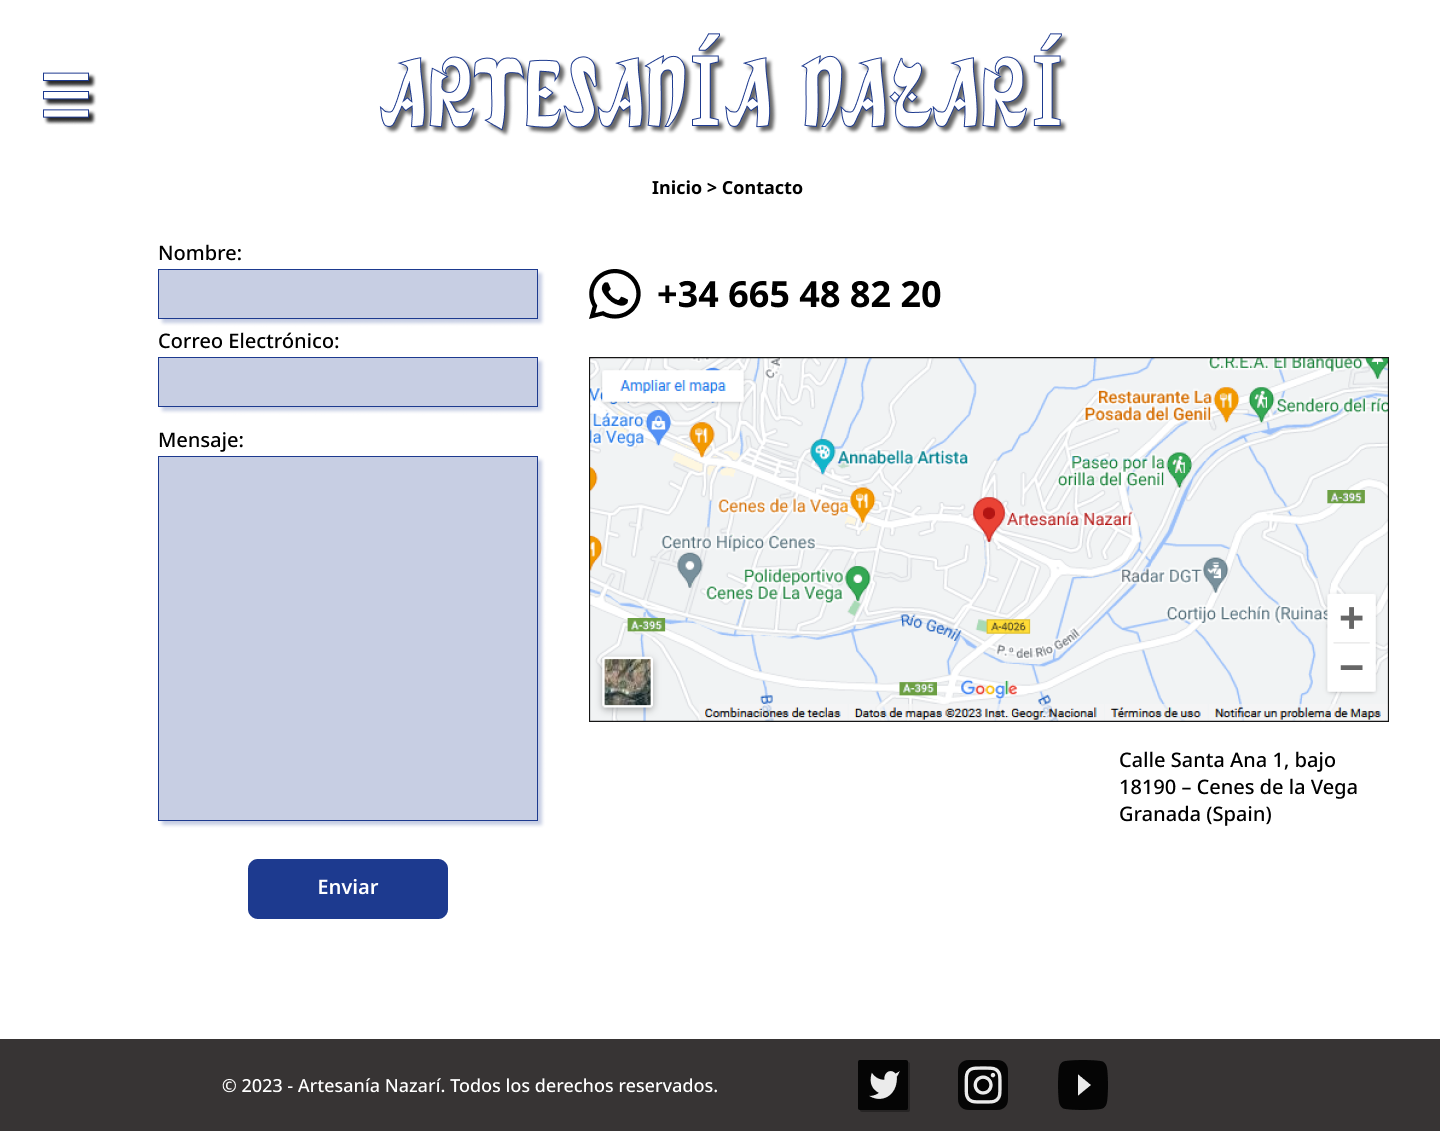 ARTESANÍA NAZARÍ
Inicio > Contacto
Nombre:
Correo Electrónico:
Mensaje:
Enviar
+34 665 48 82 20
C.R.E.A. El Blanqueo
C. A
Ampliar el mapa
Lázaro
la Vega
Restaurante La
Posada del Genil
Sendero del río
Annabella Artista
Paseo por la
orilla del Genil
A-395
Cenes de la Vega
Artesanía Nazarí
Centro Hípico Cenes
Polideportivo
Cenes De La Vega
Radar DGT
Cortijo Lechín (Ruinas
A-395
Río Genil
A-4026
P.º del Río Genil
A-395
Google
Combinaciones de teclas
Datos de mapas ©2023 Inst. Geogr. Nacional
Términos de uso
Notificar un problema de Maps
Calle Santa Ana 1, bajo
18190 – Cenes de la Vega
Granada (Spain)
© 2023 - Artesanía Nazarí. Todos los derechos reservados.